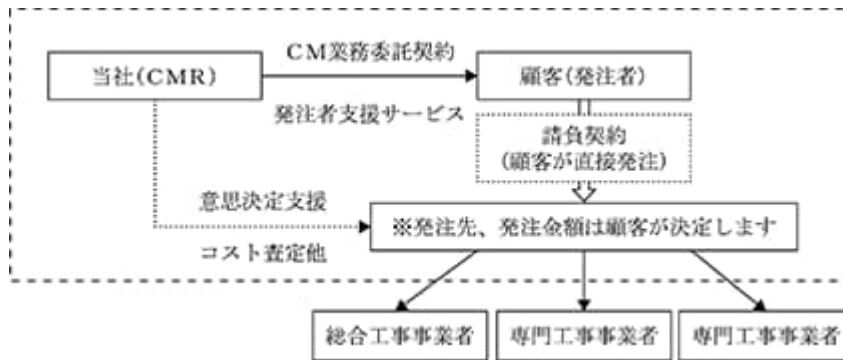 CM業務委託契約
当社(CMR)
顧客(発注者)
発注者支援サービス
請負契約
(顧客が直接発注)
意思決定支援
※発注先、発注金額は顧客が決定します
コスト査定他
総合工事事業者
専門工事事業者
専門工事事業者